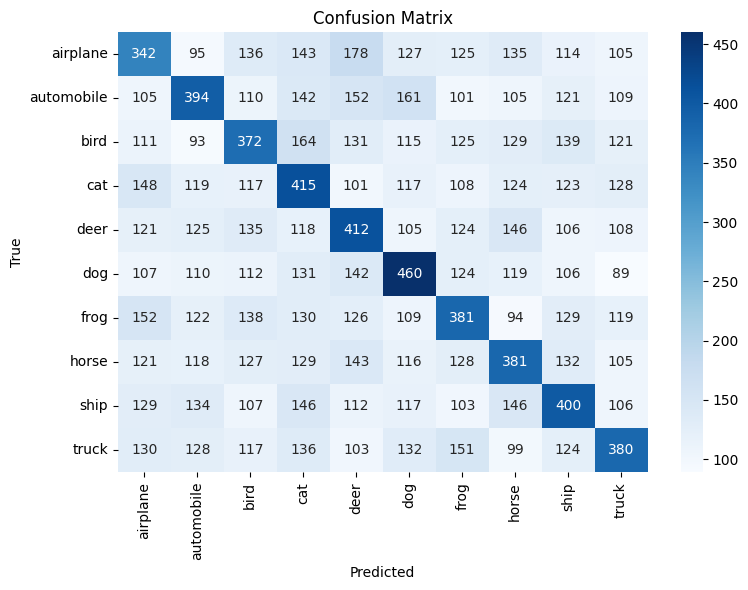 Confusion Matrix
airplane 342 95 136 143 178 127 125 135 114 105
automobile 105 394 110 142 152 161 101 105 121 109
bird 111 93 372 164 131 115 125 129 139 121
cat 148 119 117 415 101 117 108 124 123 128
deer 121 125 135 118 412 105 124 146 106 108
dog 107 110 112 131 142 460 124 119 106 89
frog 152 122 138 130 126 109 381 94 129 119
horse 121 118 127 129 143 116 128 381 132 105
ship 129 134 107 146 112 117 103 146 400 106
truck 130 128 117 136 103 132 151 99 124 380
True
airplane automobile bird cat deer dog frog horse ship truck
Predicted
450
400
350
300
250
200
150
100